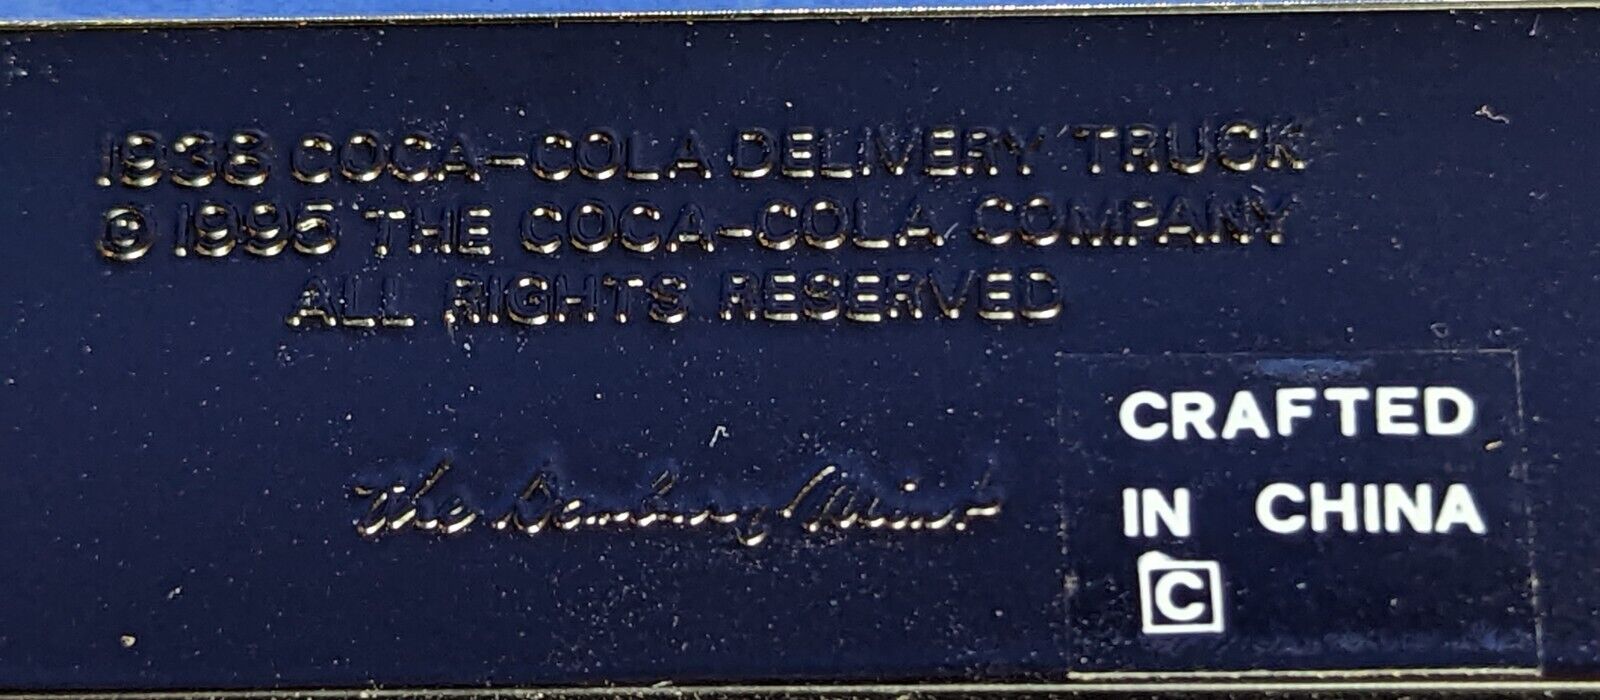 1938 COCA-COLA DELIVERY TRUCK
© 1995 THE COCA-COLA COMPANY
ALL RIGHTS RESERVED
The Danbury Mint
CRAFTED
IN CHINA
C